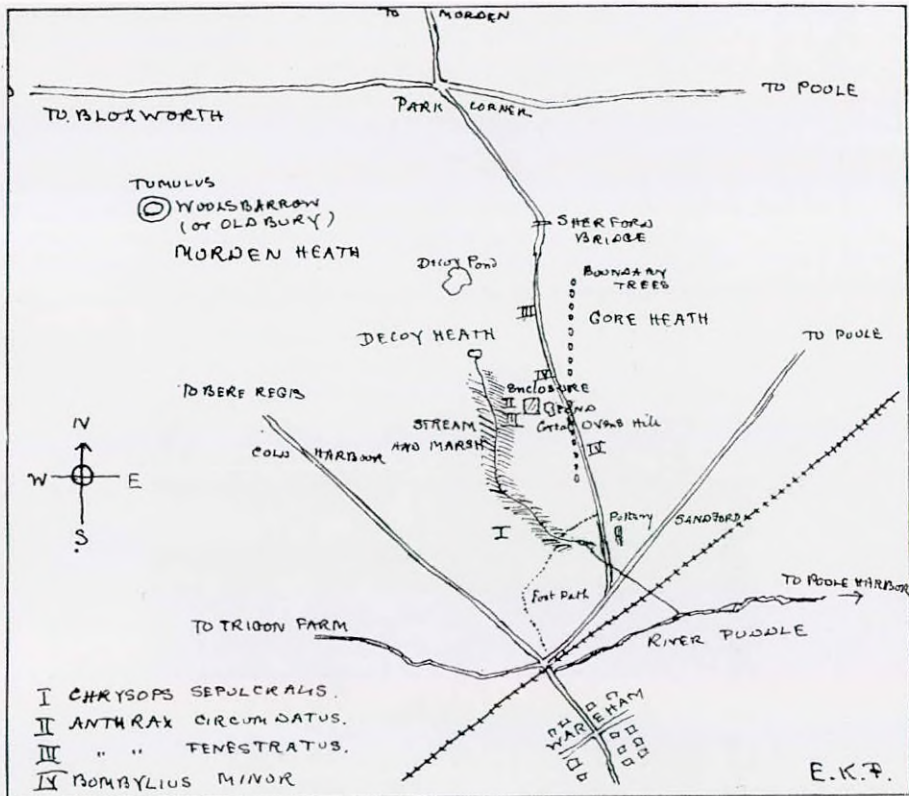 TO MORDEN
TO BLOXWORTH
PARK CORNER
TO POOLE
TUMULUS
WOOLSBARROW
(or OLDBURY)
MORDEN HEATH
SHERFORD
BRIDGE
Decoy Pond
BOUNDARY
TREES
GORE HEATH
III
DECOY HEATH
TO POOLE
IV
ENCLOSURE
TO BERE REGIS
II
POND
III
STREAM
AND MARSH
Great OVENS Hill
IV
COLD HARBOUR
N
W E
S
I
Pottery
SANDFORD
Foot Path
TO POOLE HARBOR
TO TRIGON FARM
RIVER PUDDLE
I CHRYSOPS SEPULCRALIS.
II ANTHRAX CIRCUMDATUS.
III " " FENESTRATUS.
IV BOMBYLIUS MINOR
WAREHAM
E.K.P.